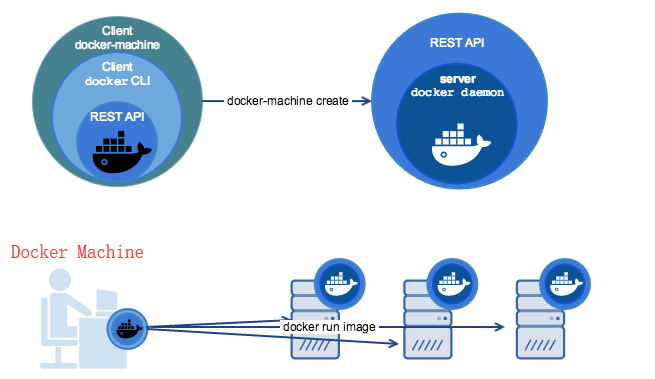 Client
docker-machine
Client
docker CLI
REST API
docker-machine create
REST API
server
docker daemon
Docker Machine
docker run image